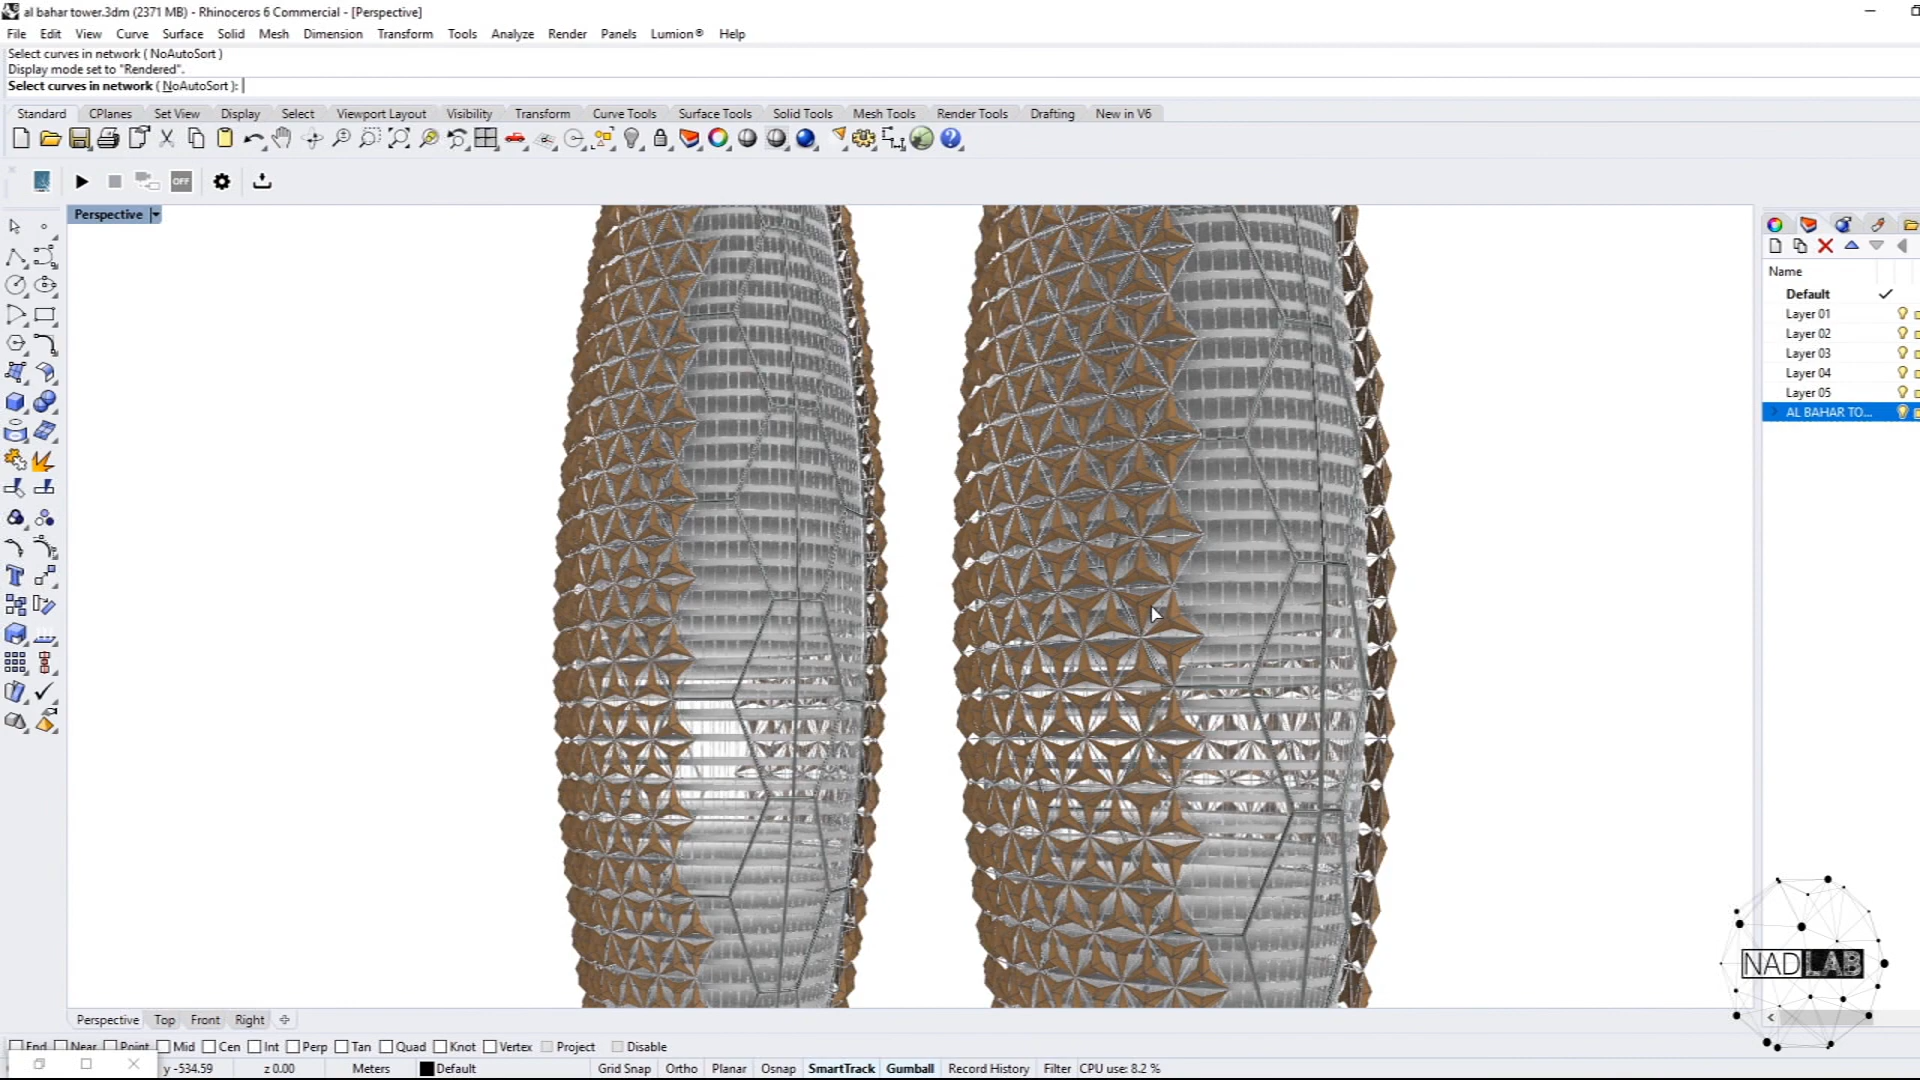 al bahar tower.3dm (2371 MB) - Rhinoceros 6 Commercial - [Perspective]
File Edit View Curve Surface Solid Mesh Dimension Transform Tools Analyze Render Panels Lumion® Help
Select curves in network ( NoAutoSort )
Display mode set to "Rendered".
Select curves in network ( NoAutoSort ):
Standard CPlanes Set View Display Select Viewport Layout Visibility Transform Curve Tools Surface Tools Solid Tools Mesh Tools Render Tools Drafting New in V6
OFF
Perspective
Name
Default
Layer 01
Layer 02
Layer 03
Layer 04
Layer 05
AL BAHAR TO...
NADLAB
Perspective Top Front Right
End Near Point Mid Cen Int Perp Tan Quad Knot Vertex Project Disable
y -534.59 z 0.00 Meters Default Grid Snap Ortho Planar Osnap SmartTrack Gumball Record History Filter CPU use: 8.2 %